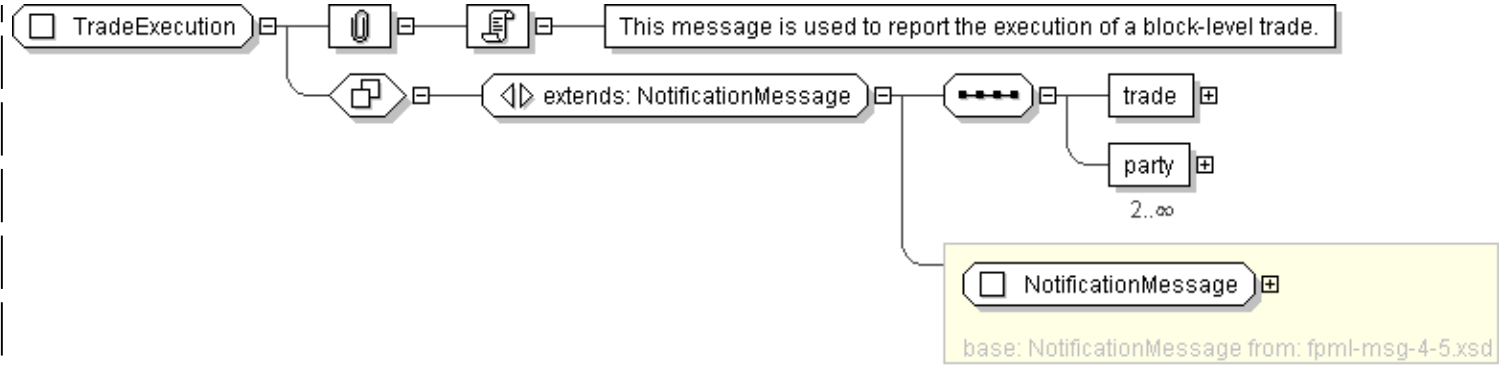 TradeExecution
This message is used to report the execution of a block-level trade.
extends: NotificationMessage
trade
party
2..∞
NotificationMessage
base: NotificationMessage from: fpml-msg-4-5.xsd